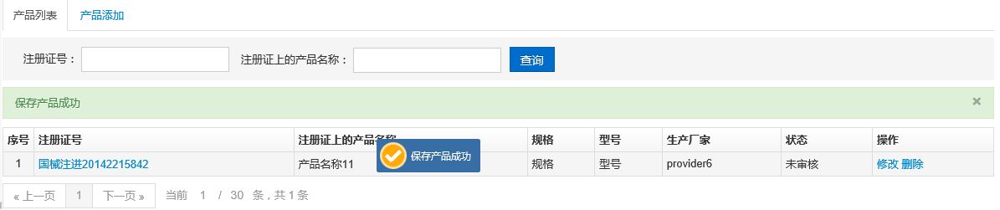 产品列表 产品添加
注册证号： 注册证上的产品名称： 查询
保存产品成功 ×
序号 注册证号 注册证上的产品名称 规格 型号 生产厂家 状态 操作
保存产品成功
1 国械注进20142215842 产品名称11 规格 型号 provider6 未审核 修改 删除
« 上一页 1 下一页 » 当前 1 / 30 条，共 1 条